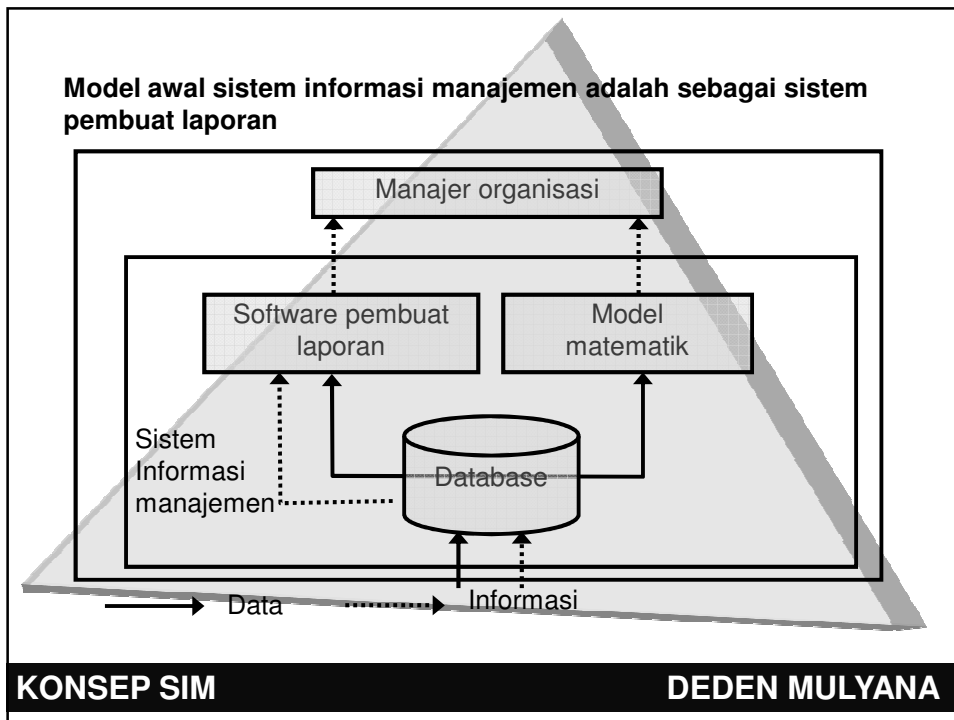 Model awal sistem informasi manajemen adalah sebagai sistem
pembuat laporan
Manajer organisasi
Software pembuat
laporan
Model
matematik
Sistem
Informasi
manajemen
Database
Data
Informasi
KONSEP SIM
DEDEN MULYANA